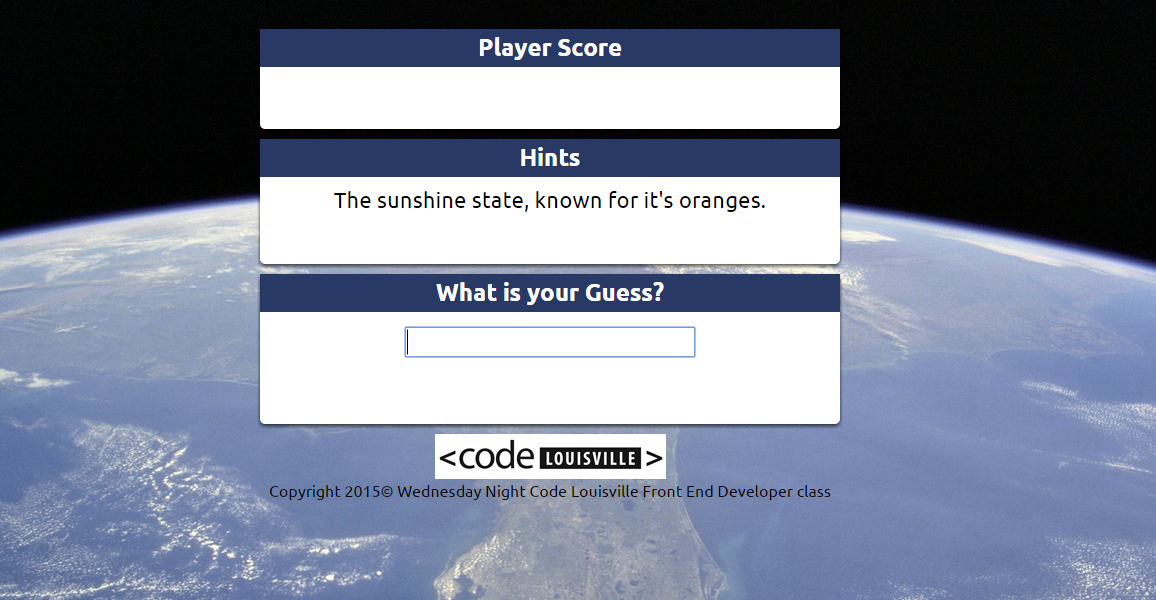 Player Score
Hints
The sunshine state, known for it's oranges.
What is your Guess?
<code LOUISVILLE>
Copyright 2015© Wednesday Night Code Louisville Front End Developer class